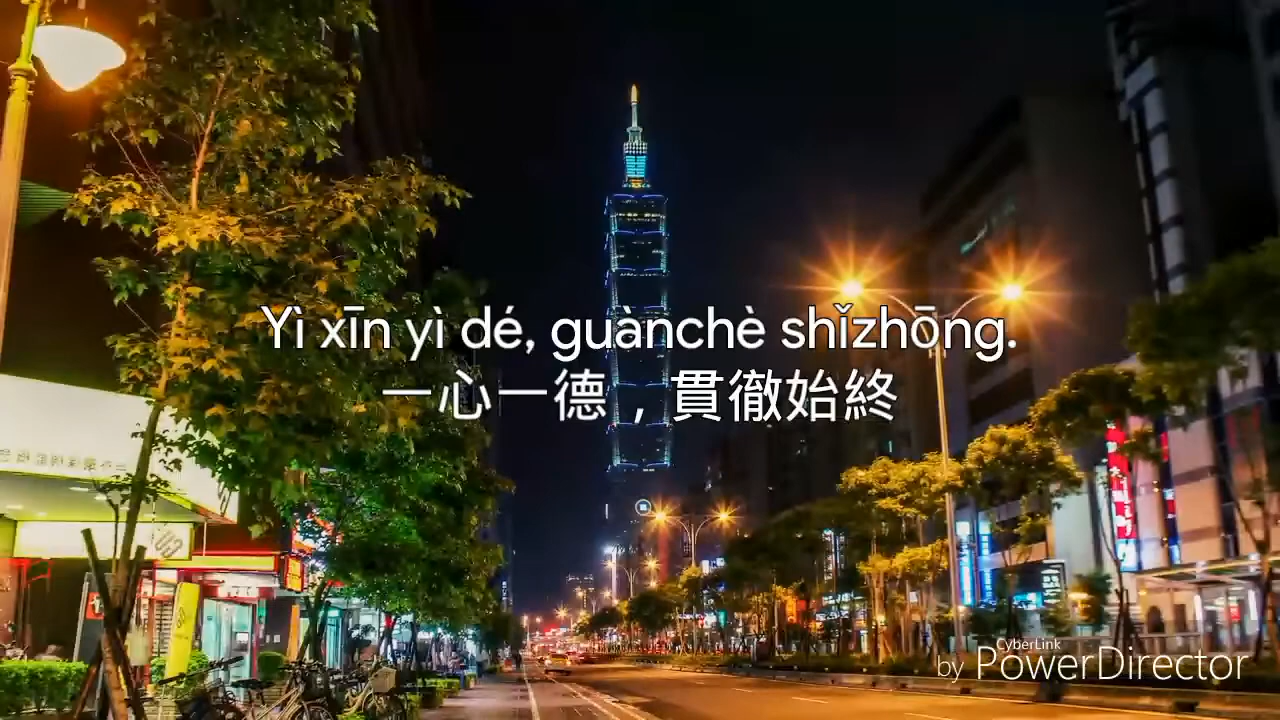 Yì xīn yì dé, guànchè shǐzhōng.
一心一德，貫徹始終
CyberLink
by PowerDirector